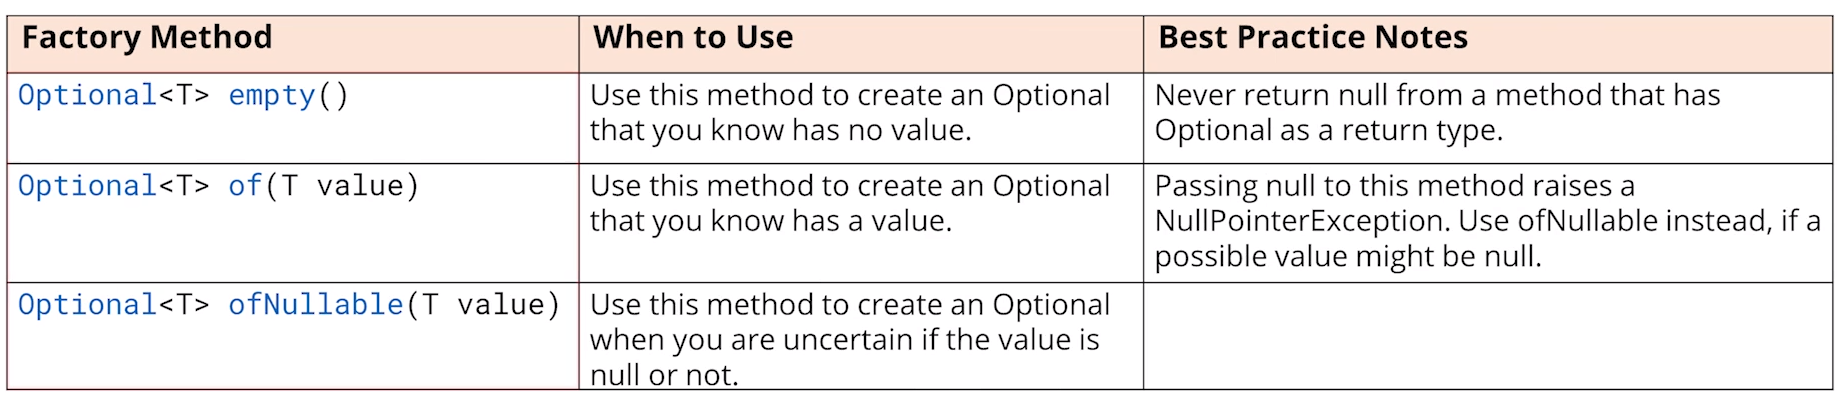 Factory Method
When to Use
Best Practice Notes
Optional<T> empty()
Use this method to create an Optional
that you know has no value.
Never return null from a method that has
Optional as a return type.
Optional<T> of(T value)
Use this method to create an Optional
that you know has a value.
Passing null to this method raises a
NullPointerException. Use ofNullable instead, if a
possible value might be null.
Optional<T> ofNullable(T value)
Use this method to create an Optional
when you are uncertain if the value is
null or not.